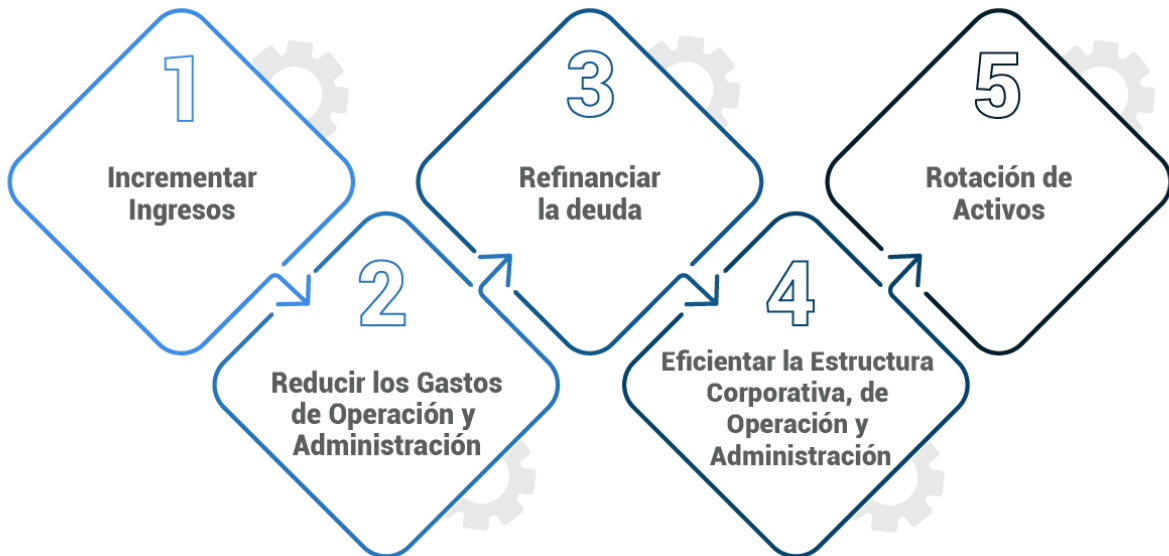 1
Incrementar
Ingresos
2
Reducir los Gastos
de Operación y
Administración
3
Refinanciar
la deuda
4
Eficientar la Estructura
Corporativa, de
Operación y
Administración
5
Rotación de
Activos